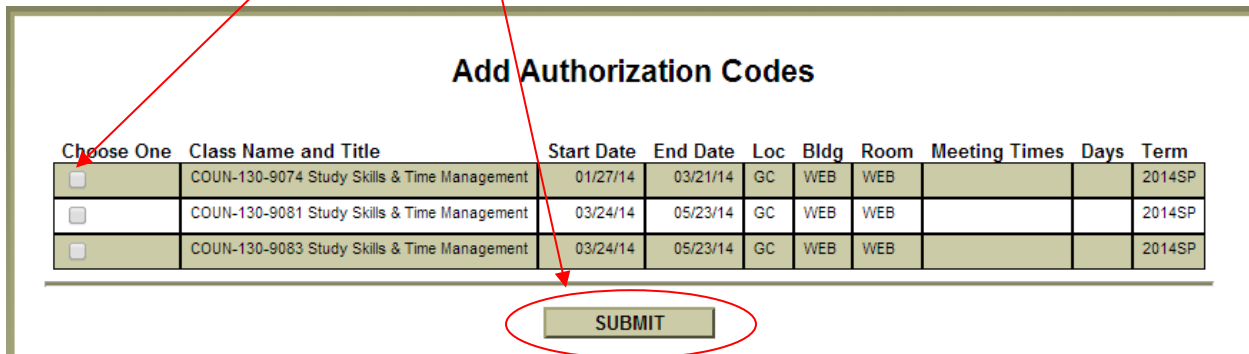 Add Authorization Codes
Choose One Class Name and Title Start Date End Date Loc Bldg Room Meeting Times Days Term
COUN-130-9074 Study Skills & Time Management 01/27/14 03/21/14 GC WEB WEB 2014SP
COUN-130-9081 Study Skills & Time Management 03/24/14 05/23/14 GC WEB WEB 2014SP
COUN-130-9083 Study Skills & Time Management 03/24/14 05/23/14 GC WEB WEB 2014SP
SUBMIT